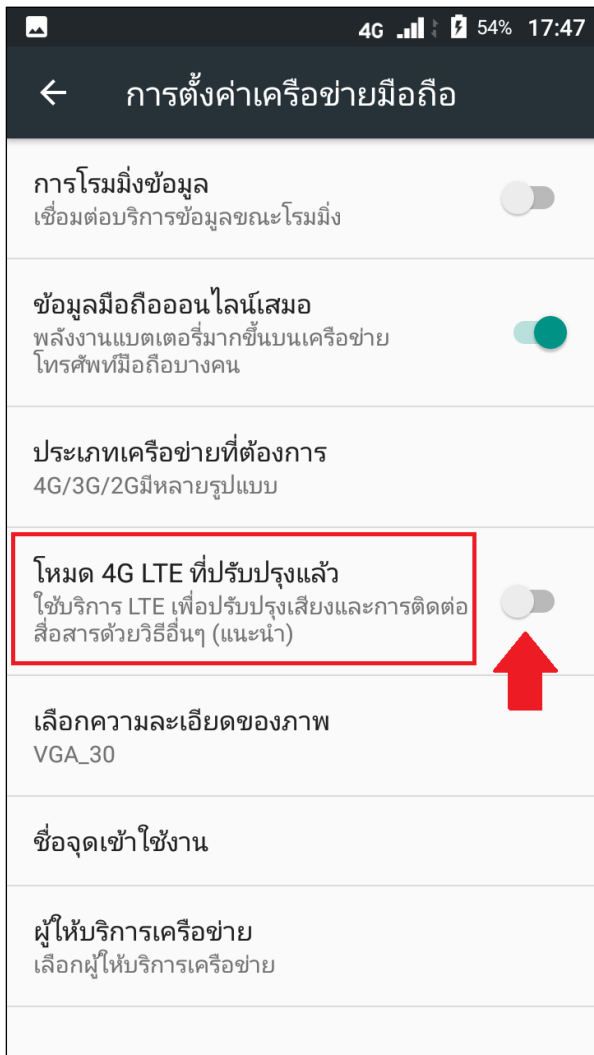 4G 54% 17:47
การตั้งค่าเครือข่ายมือถือ
การโรมมิ่งข้อมูล
เชื่อมต่อบริการข้อมูลขณะโรมมิ่ง
ข้อมูลมือถือออนไลน์เสมอ
พลังงานแบตเตอรี่มากขึ้นบนเครือข่าย
โทรศัพท์มือถือบางคน
ประเภทเครือข่ายที่ต้องการ
4G/3G/2Gมีหลายรูปแบบ
โหมด 4G LTE ที่ปรับปรุงแล้ว
ใช้บริการ LTE เพื่อปรับปรุงเสียงและการติดต่อ
สื่อสารด้วยวิธีอื่นๆ (แนะนำ)
เลือกความละเอียดของภาพ
VGA_30
ชื่อจุดเข้าใช้งาน
ผู้ให้บริการเครือข่าย
เลือกผู้ให้บริการเครือข่าย